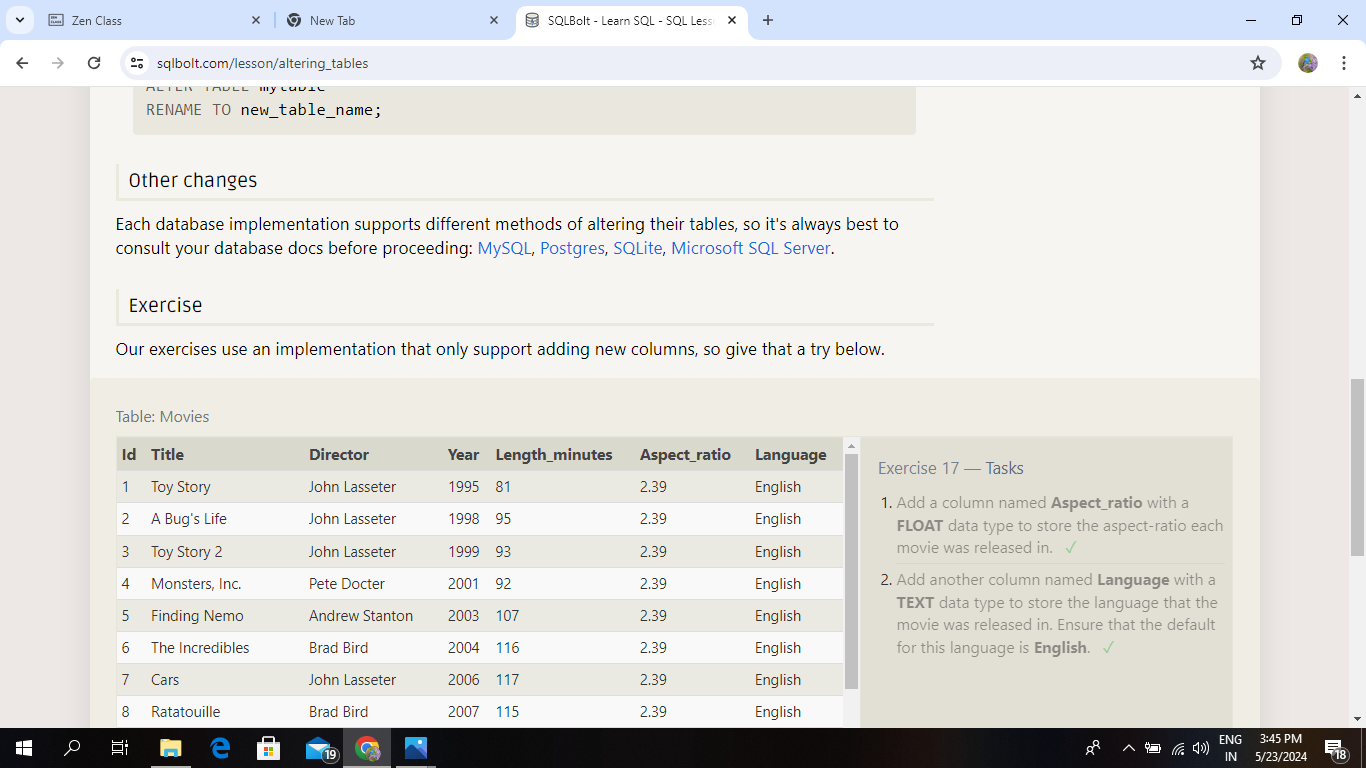 Zen Class
New Tab
SQLBolt - Learn SQL - SQL Less
sqlbolt.com/lesson/altering_tables
ALTER TABLE mytable
RENAME TO new_table_name;
Other changes
Each database implementation supports different methods of altering their tables, so it's always best to
consult your database docs before proceeding: MySQL, Postgres, SQLite, Microsoft SQL Server.
Exercise
Our exercises use an implementation that only support adding new columns, so give that a try below.
Table: Movies
Id Title Director Year Length_minutes Aspect_ratio Language
1 Toy Story John Lasseter 1995 81 2.39 English
2 A Bug's Life John Lasseter 1998 95 2.39 English
3 Toy Story 2 John Lasseter 1999 93 2.39 English
4 Monsters, Inc. Pete Docter 2001 92 2.39 English
5 Finding Nemo Andrew Stanton 2003 107 2.39 English
6 The Incredibles Brad Bird 2004 116 2.39 English
7 Cars John Lasseter 2006 117 2.39 English
8 Ratatouille Brad Bird 2007 115 2.39 English
Exercise 17 — Tasks
1. Add a column named Aspect_ratio with a
FLOAT data type to store the aspect-ratio each
movie was released in. ✓
2. Add another column named Language with a
TEXT data type to store the language that the
movie was released in. Ensure that the default
for this language is English. ✓
19
ENG
IN
3:45 PM
5/23/2024
18